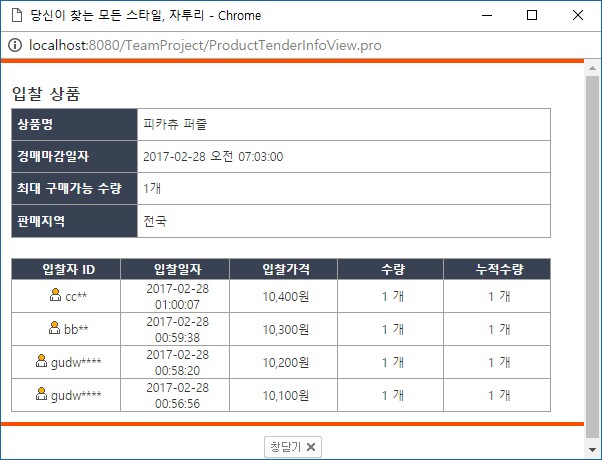 당신이 찾는 모든 스타일, 자투리 - Chrome
localhost:8080/TeamProject/ProductTenderInfoView.pro
입찰 상품
상품명 피카츄 퍼즐
경매마감일자 2017-02-28 오전 07:03:00
최대 구매가능 수량 1개
판매지역 전국
입찰자 ID 입찰일자 입찰가격 수량 누적수량
cc** 2017-02-28 01:00:07 10,400원 1 개 1 개
bb** 2017-02-28 00:59:38 10,300원 1 개 1 개
gudw**** 2017-02-28 00:58:20 10,200원 1 개 1 개
gudw**** 2017-02-28 00:56:56 10,100원 1 개 1 개
창닫기